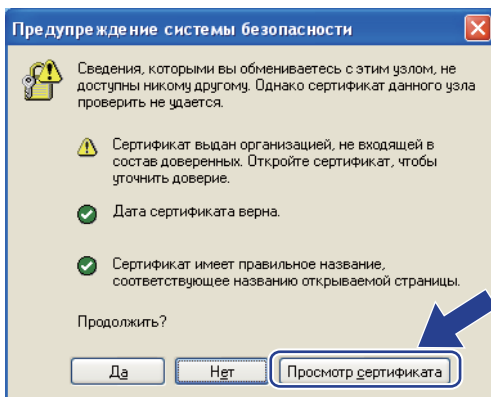 Предупреждение системы безопасности
Сведения, которыми вы обмениваетесь с этим узлом, не
доступны никому другому. Однако сертификат данного узла
проверить не удается.
Сертификат выдан организацией, не входящей в
состав доверенных. Откройте сертификат, чтобы
уточнить доверие.
Дата сертификата верна.
Сертификат имеет правильное название,
соответствующее названию открываемой страницы.
Продолжить?
Да
Нет
Просмотр сертификата